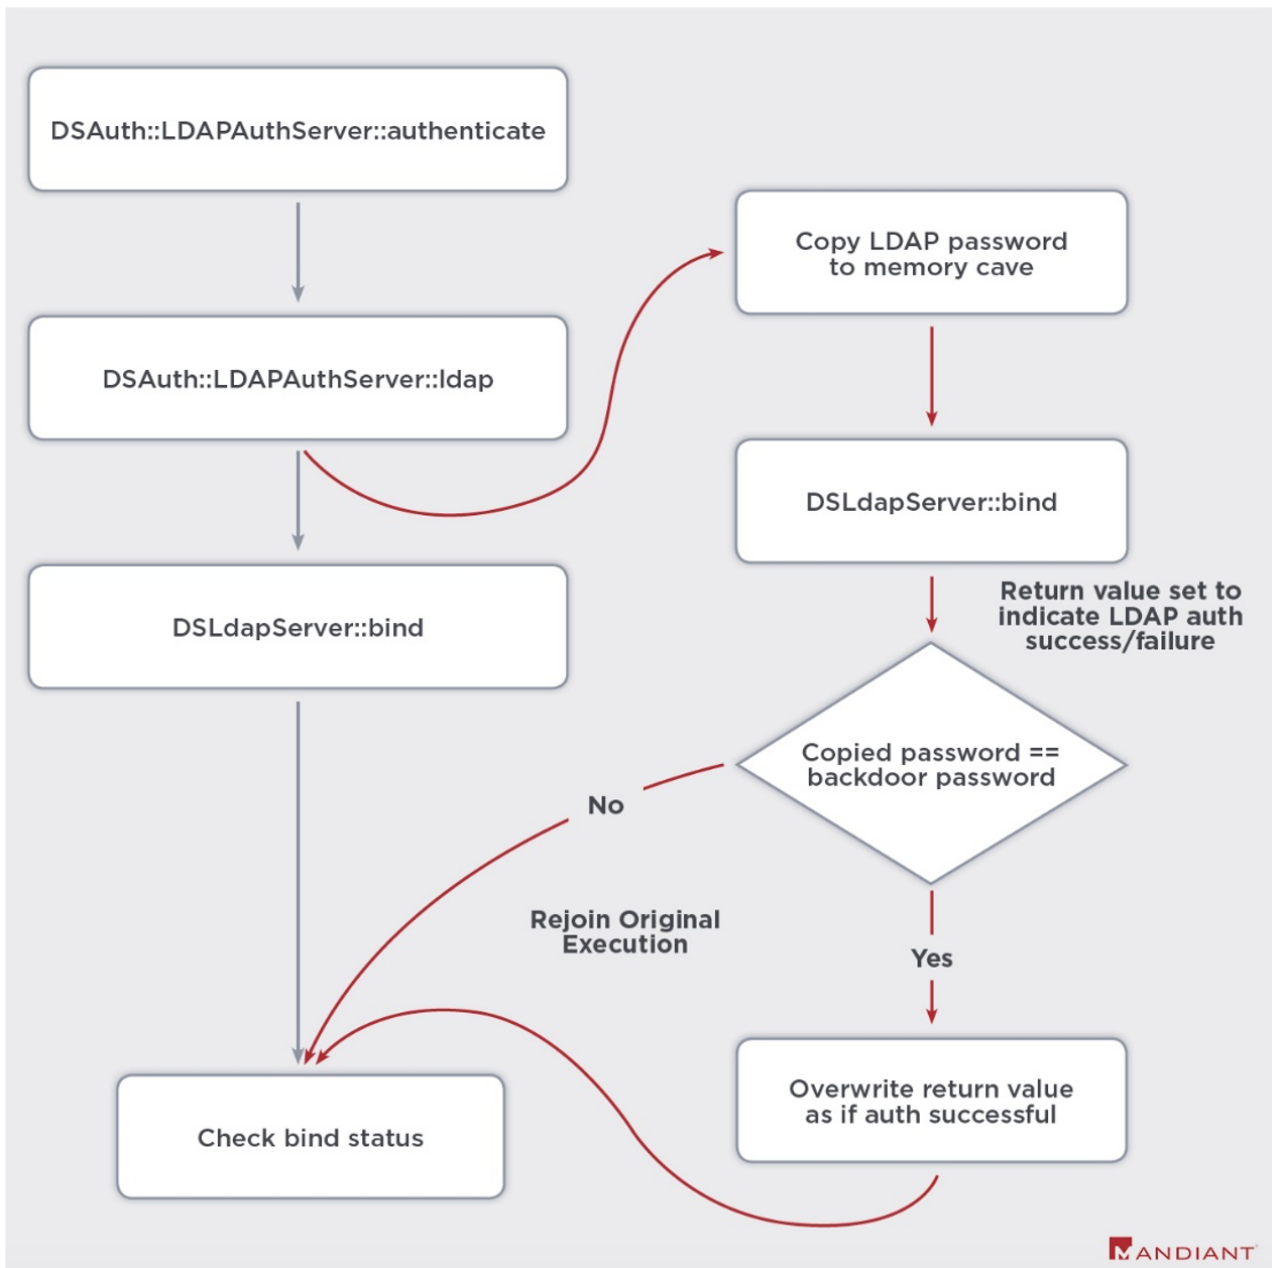 DSAuth::LDAPAuthServer::authenticate
DSAuth::LDAPAuthServer::ldap
DSLdapServer::bind
Copy LDAP password
to memory cave
DSLdapServer::bind
Return value set to
indicate LDAP auth
success/failure
Copied password ==
backdoor password
No
Rejoin Original
Execution
Yes
Overwrite return value
as if auth successful
Check bind status
MANDIANT